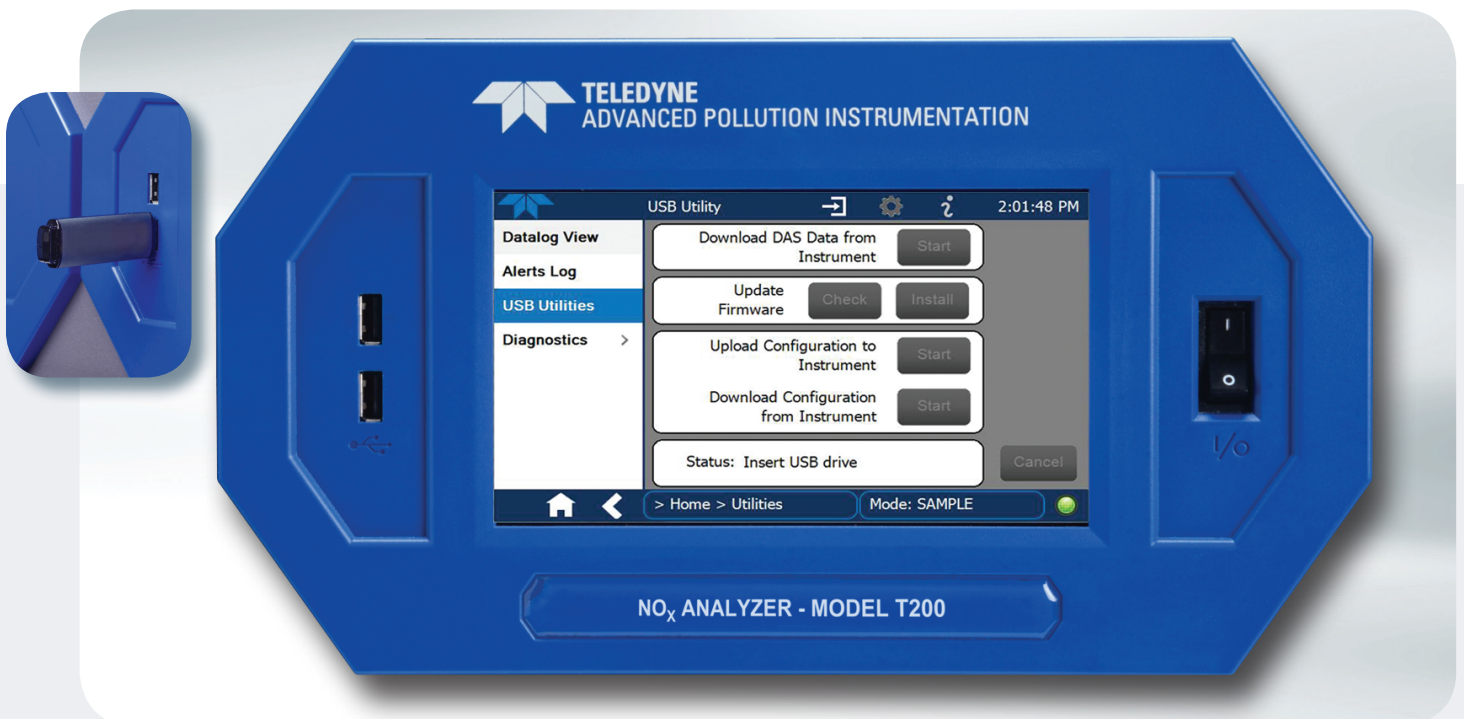 TELEDYNE
ADVANCED POLLUTION INSTRUMENTATION
USB Utility
2:01:48 PM
Datalog View
Alerts Log
USB Utilities
Diagnostics >
Download DAS Data from
Instrument
Start
Update
Firmware
Check
Install
Upload Configuration to
Instrument
Start
Download Configuration
from Instrument
Start
Status: Insert USB drive
Cancel
> Home > Utilities
Mode: SAMPLE
I/O
NOX ANALYZER - MODEL T200